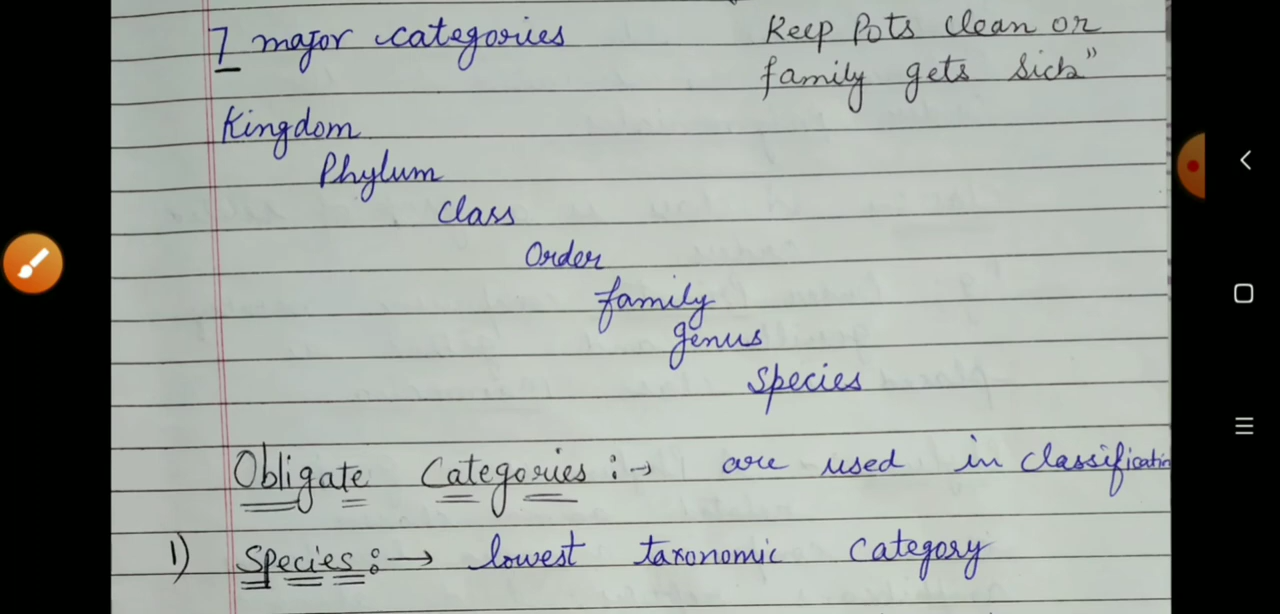 7 major categories
Keep Pots clean or
family gets sick"
Kingdom
Phylum
class
Order
family
genus
species
Obligate Categories :→ are used in classification
1) Species :→ lowest taxonomic category